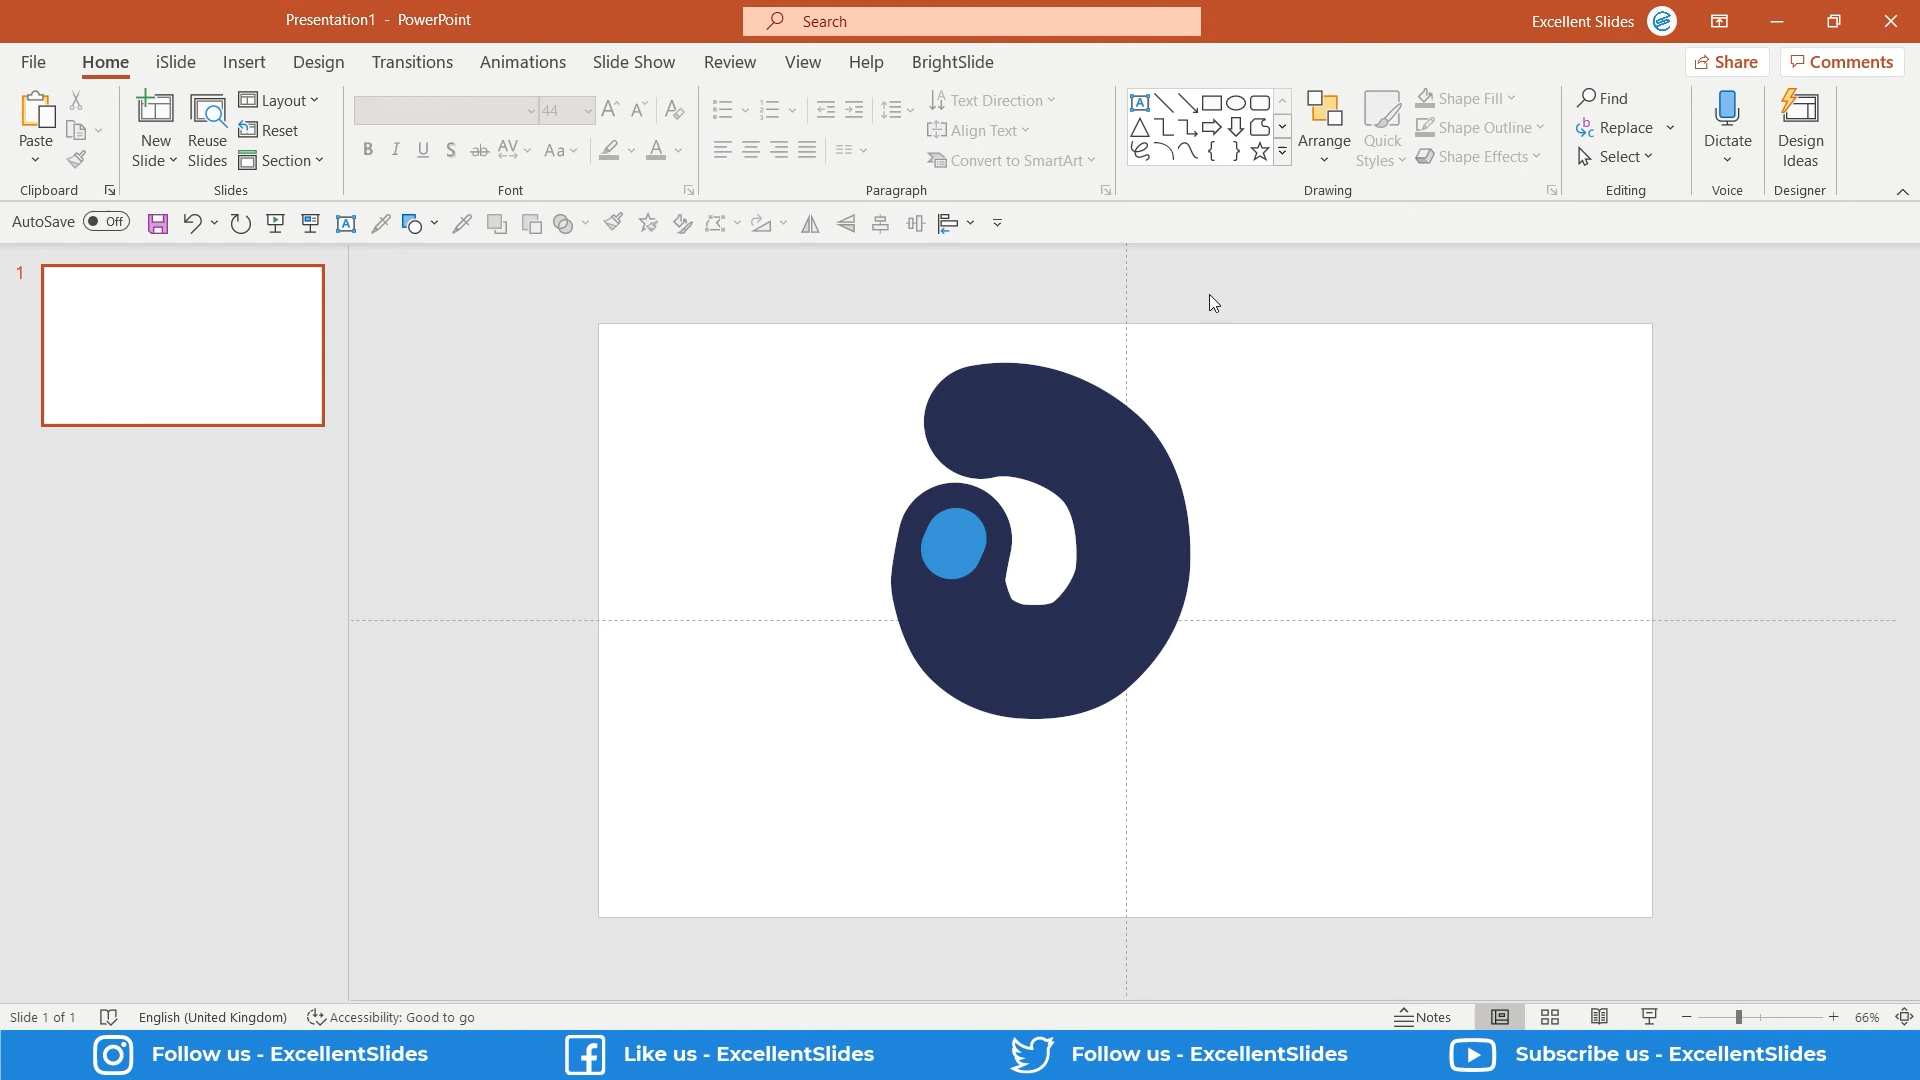 Presentation1 - PowerPoint
Search
Excellent Slides
File Home iSlide Insert Design Transitions Animations Slide Show Review View Help BrightSlide
Share Comments
Paste
New Slide
Reuse Slides
Layout
Reset
Section
44
B I U S ab AV Aa A
Text Direction
Align Text
Convert to SmartArt
Arrange
Quick Styles
Shape Fill
Shape Outline
Shape Effects
Find
Replace
Select
Dictate
Design Ideas
Clipboard Slides Font Paragraph Drawing Editing Voice Designer
AutoSave Off
1
Slide 1 of 1 English (United Kingdom) Accessibility: Good to go Notes 66%
Follow us - ExcellentSlides Like us - ExcellentSlides Follow us - ExcellentSlides Subscribe us - ExcellentSlides